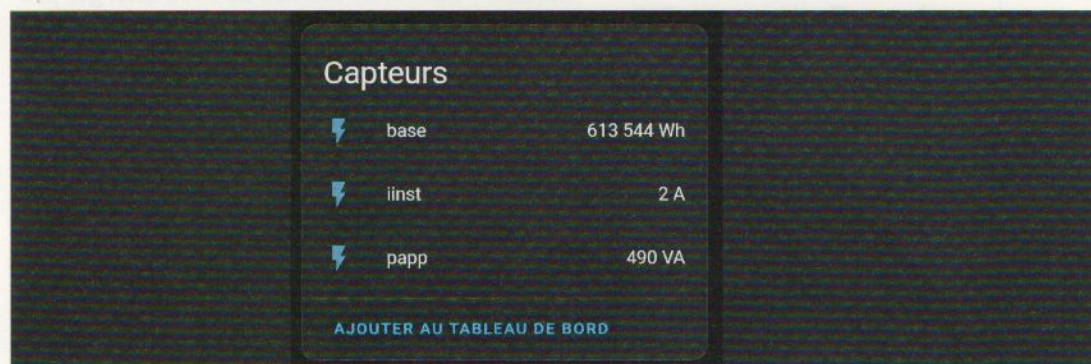 Capteurs
base 613 544 Wh
iinst 2 A
papp 490 VA
AJOUTER AU TABLEAU DE BORD